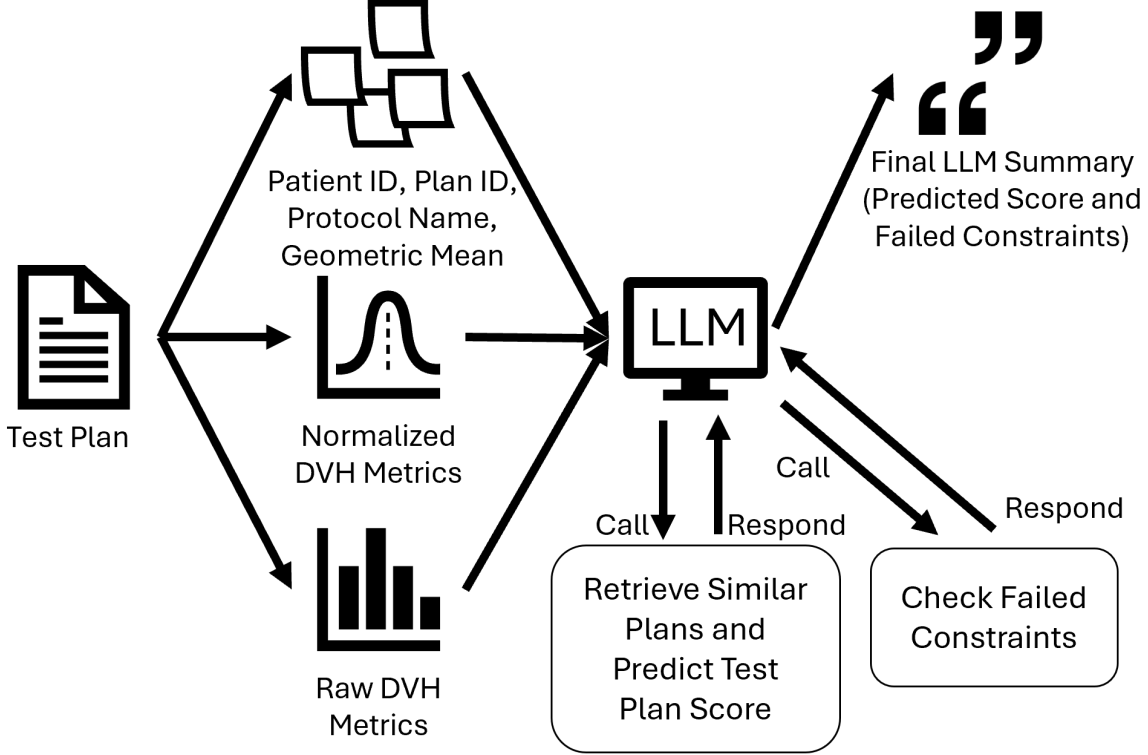 Patient ID, Plan ID,
Protocol Name,
Geometric Mean
Final LLM Summary
(Predicted Score and
Failed Constraints)
LLM
Test Plan
Normalized
DVH Metrics
Call
Respond
Call
Respond
Retrieve Similar
Plans and
Predict Test
Plan Score
Check Failed
Constraints
Raw DVH
Metrics